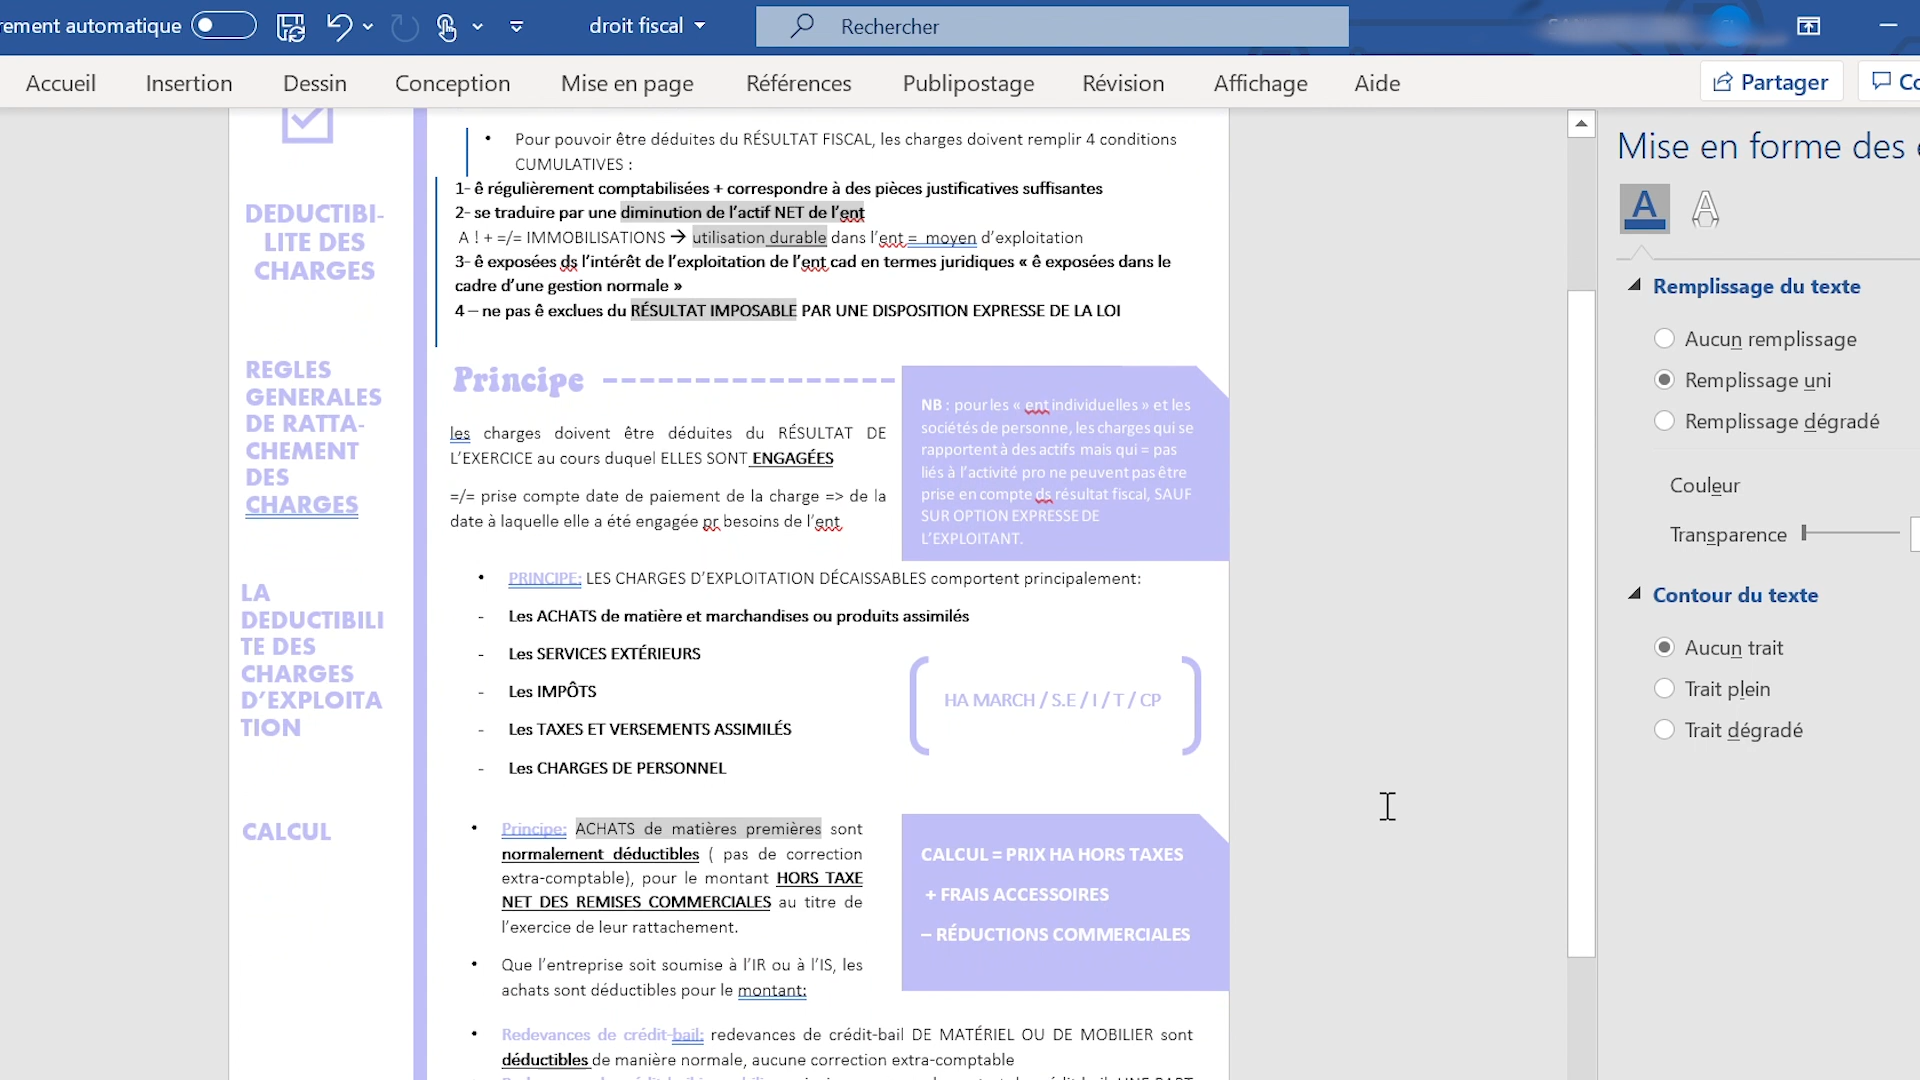 rement automatique
droit fiscal
Rechercher
Accueil Insertion Dessin Conception Mise en page Références Publipostage Révision Affichage Aide
Partager
Co
DEDUCTIBI-
LITE DES
CHARGES
REGLES
GENERALES
DE RATTA-
CHEMENT
DES
CHARGES
LA
DEDUCTIBILI
TE DES
CHARGES
D’EXPLOITA
TION
CALCUL
• Pour pouvoir être déduites du RÉSULTAT FISCAL, les charges doivent remplir 4 conditions
CUMULATIVES :
1- ê régulièrement comptabilisées + correspondre à des pièces justificatives suffisantes
2- se traduire par une diminution de l’actif NET de l’ent
A ! + =/= IMMOBILISATIONS → utilisation durable dans l’ent = moyen d’exploitation
3- ê exposées ds l’intérêt de l’exploitation de l’ent cad en termes juridiques « ê exposées dans le
cadre d’une gestion normale »
4 – ne pas ê exclues du RÉSULTAT IMPOSABLE PAR UNE DISPOSITION EXPRESSE DE LA LOI
Principe
les charges doivent être déduites du RÉSULTAT DE
L’EXERCICE au cours duquel ELLES SONT ENGAGÉES
=/= prise compte date de paiement de la charge => de la
date à laquelle elle a été engagée pr besoins de l’ent
NB : pour les « ent individuelles » et les
sociétés de personne, les charges qui se
rapportent à des actifs mais qui = pas
liés à l’activité pro ne peuvent pas être
prise en compte ds résultat fiscal, SAUF
SUR OPTION EXPRESSE DE
L’EXPLOITANT.
• PRINCIPE: LES CHARGES D’EXPLOITATION DÉCAISSABLES comportent principalement:
- Les ACHATS de matière et marchandises ou produits assimilés
- Les SERVICES EXTÉRIEURS
- Les IMPÔTS
- Les TAXES ET VERSEMENTS ASSIMILÉS
- Les CHARGES DE PERSONNEL
HA MARCH / S.E / I / T / CP
• Principe: ACHATS de matières premières sont
normalement déductibles ( pas de correction
extra-comptable), pour le montant HORS TAXE
NET DES REMISES COMMERCIALES au titre de
l’exercice de leur rattachement.
• Que l’entreprise soit soumise à l’IR ou à l’IS, les
achats sont déductibles pour le montant:
CALCUL = PRIX HA HORS TAXES
+ FRAIS ACCESSOIRES
– RÉDUCTIONS COMMERCIALES
• Redevances de crédit-bail: redevances de crédit-bail DE MATÉRIEL OU DE MOBILIER sont
déductibles de manière normale, aucune correction extra-comptable
Mise en forme des e
Remplissage du texte
Aucun remplissage
Remplissage uni
Remplissage dégradé
Couleur
Transparence
Contour du texte
Aucun trait
Trait plein
Trait dégradé